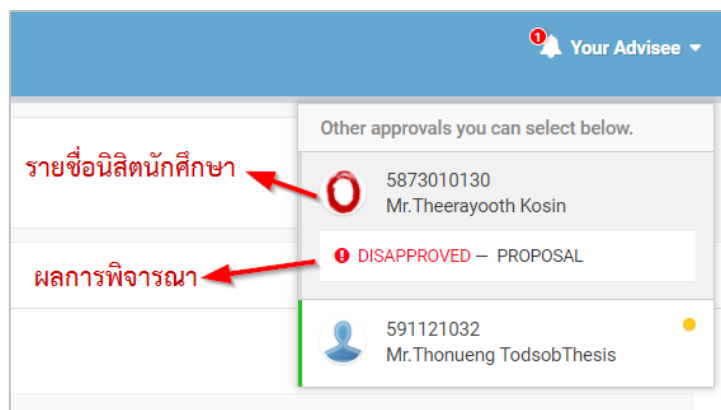 1
Your Advisee
Other approvals you can select below.
รายชื่อนิสิตนักศึกษา
5873010130
Mr.Theerayooth Kosin
ผลการพิจารณา
DISAPPROVED — PROPOSAL
591121032
Mr.Thonueng TodsobThesis